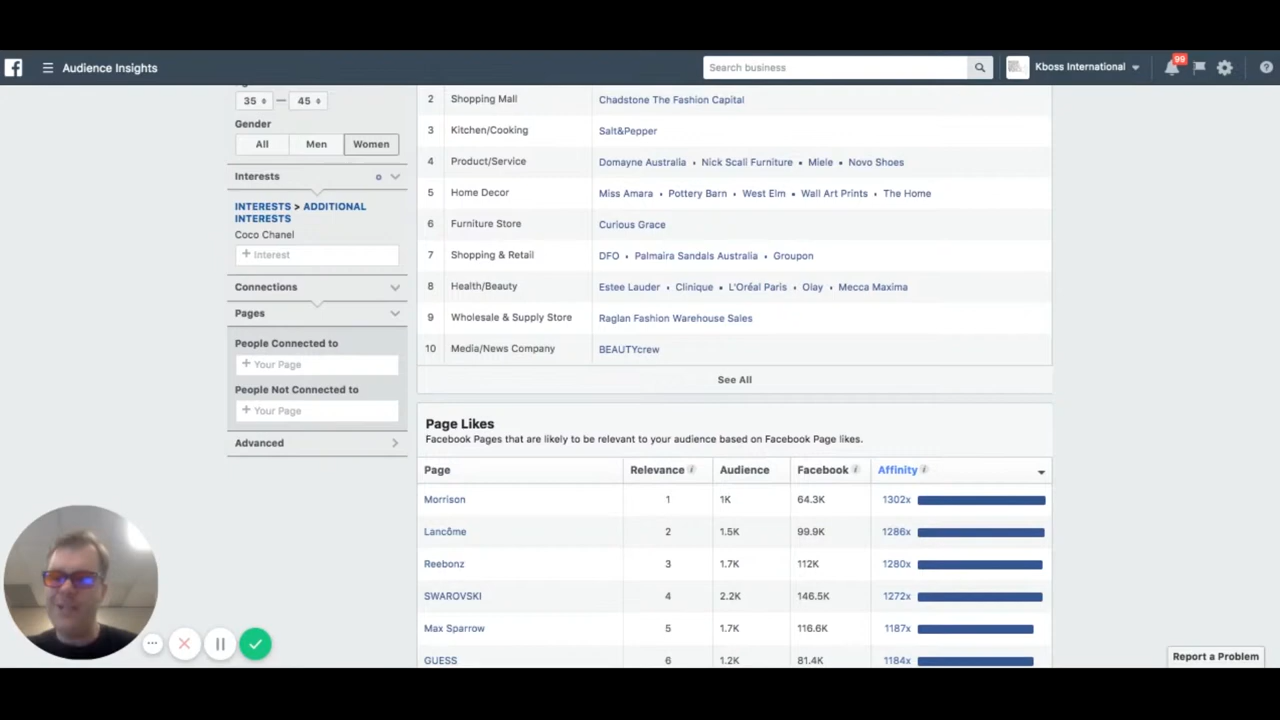 Audience Insights
Search business
Kboss International
99
35 — 45
Gender
All Men Women
Interests 0
INTERESTS > ADDITIONAL
INTERESTS
Coco Chanel
+ Interest
Connections
Pages
People Connected to
+ Your Page
People Not Connected to
+ Your Page
Advanced
2 Shopping Mall Chadstone The Fashion Capital
3 Kitchen/Cooking Salt&Pepper
4 Product/Service Domayne Australia • Nick Scali Furniture • Miele • Novo Shoes
5 Home Decor Miss Amara • Pottery Barn • West Elm • Wall Art Prints • The Home
6 Furniture Store Curious Grace
7 Shopping & Retail DFO • Palmaira Sandals Australia • Groupon
8 Health/Beauty Estee Lauder • Clinique • L'Oréal Paris • Olay • Mecca Maxima
9 Wholesale & Supply Store Raglan Fashion Warehouse Sales
10 Media/News Company BEAUTYcrew
See All
Page Likes
Facebook Pages that are likely to be relevant to your audience based on Facebook Page likes.
Page Relevance Audience Facebook Affinity
Morrison 1 1K 64.3K 1302x
Lancôme 2 1.5K 99.9K 1286x
Reebonz 3 1.7K 112K 1280x
SWAROVSKI 4 2.2K 146.5K 1272x
Max Sparrow 5 1.7K 116.6K 1187x
GUESS 6 1.2K 81.4K 1184x
Report a Problem